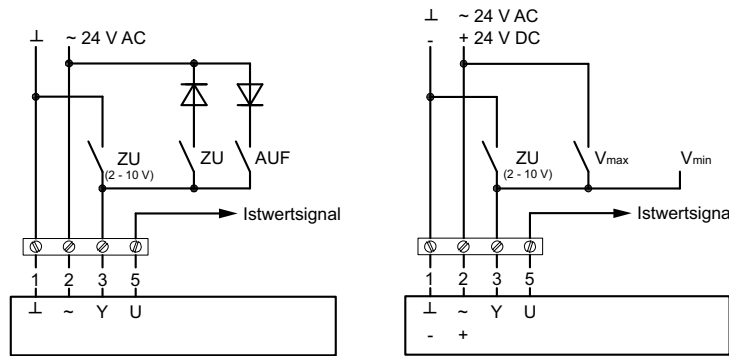 ⊥ ~ 24 V AC
ZU
(2 - 10 V)
ZU
AUF
Istwertsignal
1 2 3 5
⊥ ~ Y U
⊥ ~ 24 V AC
- + 24 V DC
ZU
(2 - 10 V)
Vmax
Vmin
Istwertsigna
1 2 3 5
⊥ ~ Y U
- +